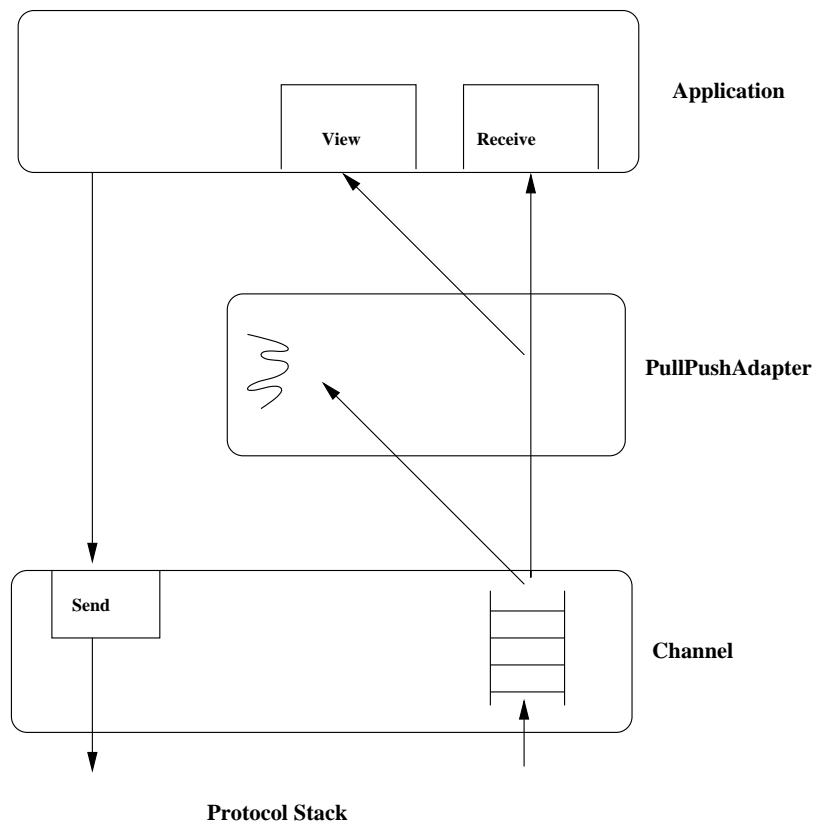 Application
View
Receive
PullPushAdapter
Send
Channel
Protocol Stack